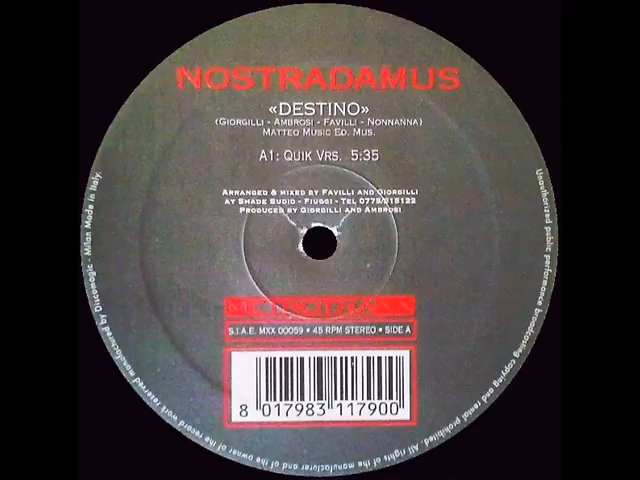 NOSTRADAMUS
«DESTINO»
(GIORGILLI - AMBROSI - FAVILLI - NONNANNA)
MATTEO MUSIC ED. MUS.
A1: QUIK VRS. 5:35
ARRANGED & MIXED BY FAVILLI AND GIORGILLI
AT SHADE SUDIO - FIUGGI - TEL 0775/515122
PRODUCED BY GIORGILLI AND AMBROSI
S.I.A.E. MXX 00059 • 45 RPM STEREO • SIDE A
8 017983 117900
Unauthorized public performance broadcasting copying and rental prohibited. All rights of the manufacturer and of the owner of the record work reserved manufactured by Discomagic - Milan Made in Italy.